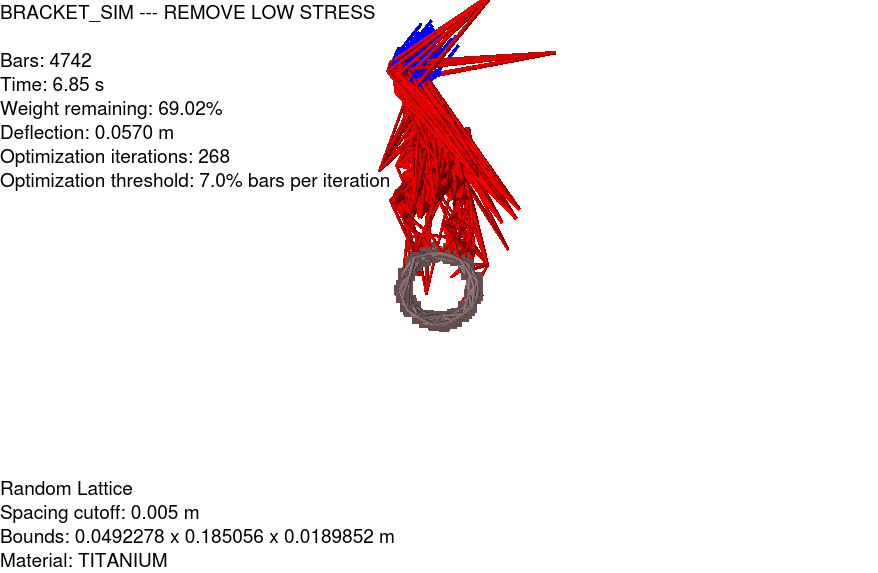 BRACKET_SIM --- REMOVE LOW STRESS
Bars: 4742
Time: 6.85 s
Weight remaining: 69.02%
Deflection: 0.0570 m
Optimization iterations: 268
Optimization threshold: 7.0% bars per iteration
Random Lattice
Spacing cutoff: 0.005 m
Bounds: 0.0492278 x 0.185056 x 0.0189852 m
Material: TITANIUM